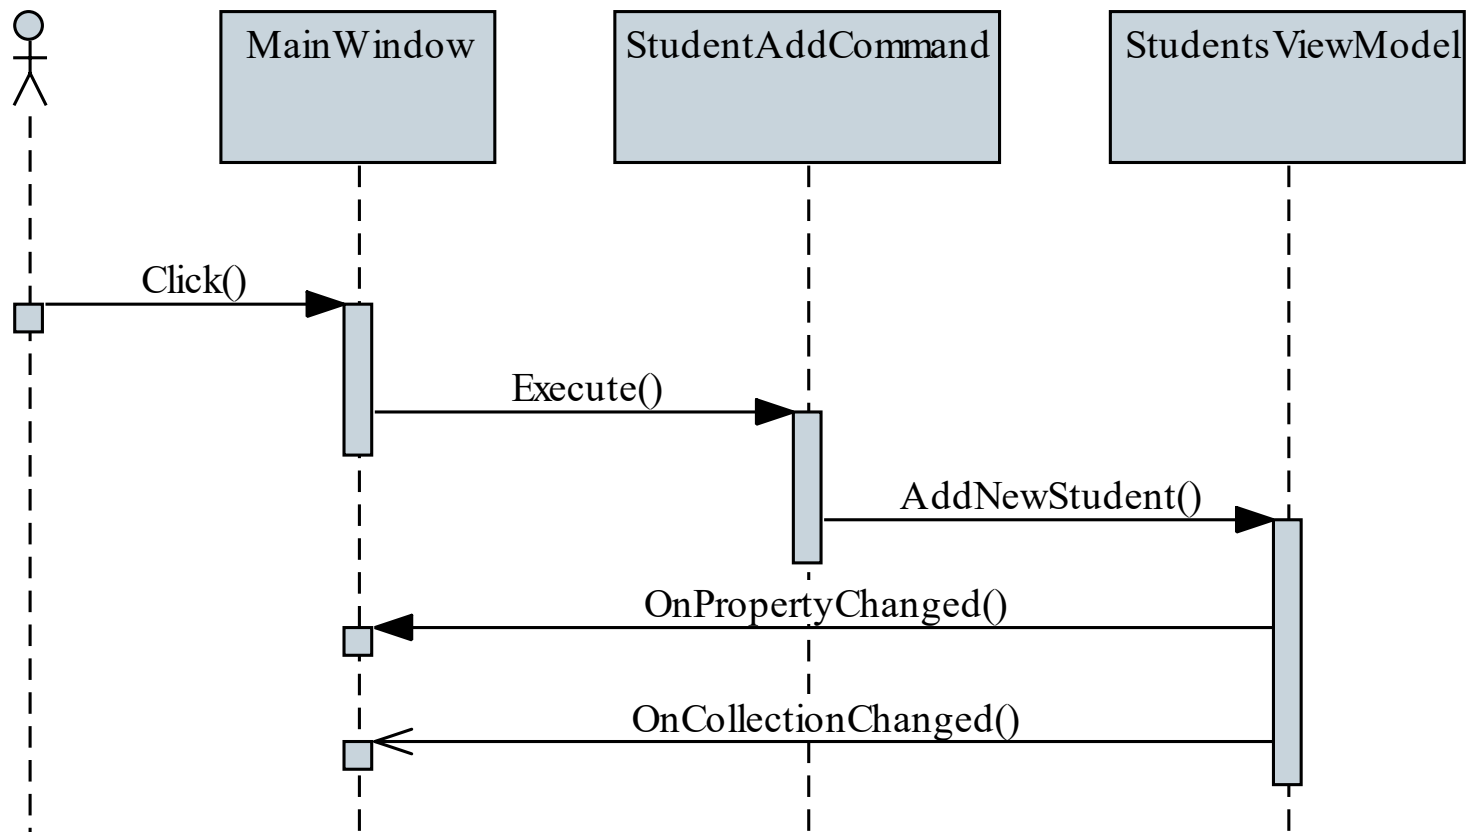 MainWindow
StudentAddCommand
StudentsViewModel
Click()
Execute()
AddNewStudent()
OnPropertyChanged()
OnCollectionChanged()